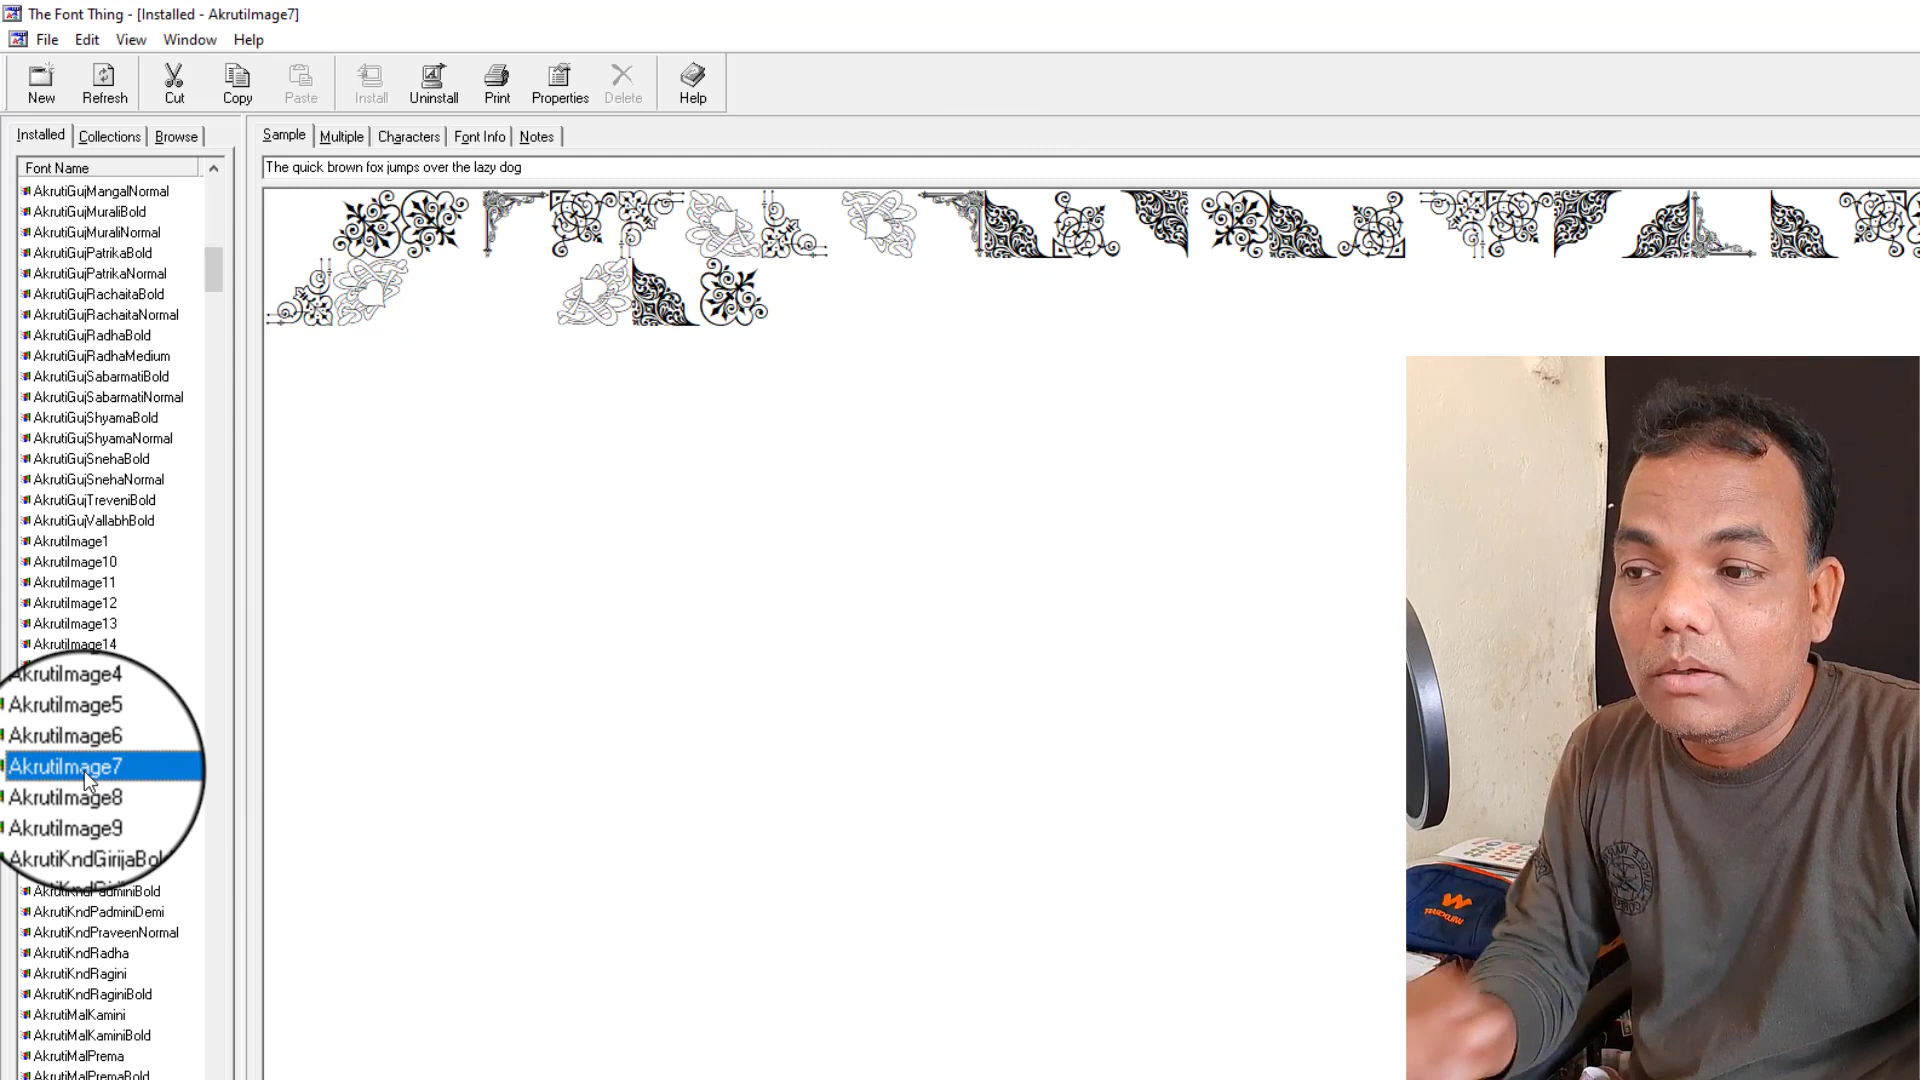 The Font Thing - [Installed - AkrutiImage7]
File Edit View Window Help
New Refresh Cut Copy Paste Install Uninstall Print Properties Delete Help
Installed Collections Browse
Sample Multiple Characters Font Info Notes
Font Name
The quick brown fox jumps over the lazy dog
AkrutiGujMangalNormal
AkrutiGujMuraliBold
AkrutiGujMuraliNormal
AkrutiGujPatrikaBold
AkrutiGujPatrikaNormal
AkrutiGujRachaitaBold
AkrutiGujRachaitaNormal
AkrutiGujRadhaBold
AkrutiGujRadhaMedium
AkrutiGujSabarmatiBold
AkrutiGujSabarmatiNormal
AkrutiGujShyamaBold
AkrutiGujShyamaNormal
AkrutiGujSnehaBold
AkrutiGujSnehaNormal
AkrutiGujTreveniBold
AkrutiGujVallabhBold
AkrutiImage1
AkrutiImage10
AkrutiImage11
AkrutiImage12
AkrutiImage13
AkrutiImage14
AkrutiImage4
AkrutiImage5
AkrutiImage6
AkrutiImage7
AkrutiImage8
AkrutiImage9
AkrutiKndGirijaBol
AkrutiKndPadminiBold
AkrutiKndPadminiDemi
AkrutiKndPraveenNormal
AkrutiKndRadha
AkrutiKndRagini
AkrutiKndRaginiBold
AkrutiMalKamini
AkrutiMalKaminiBold
AkrutiMalPrema
AkrutiMalPremaBold